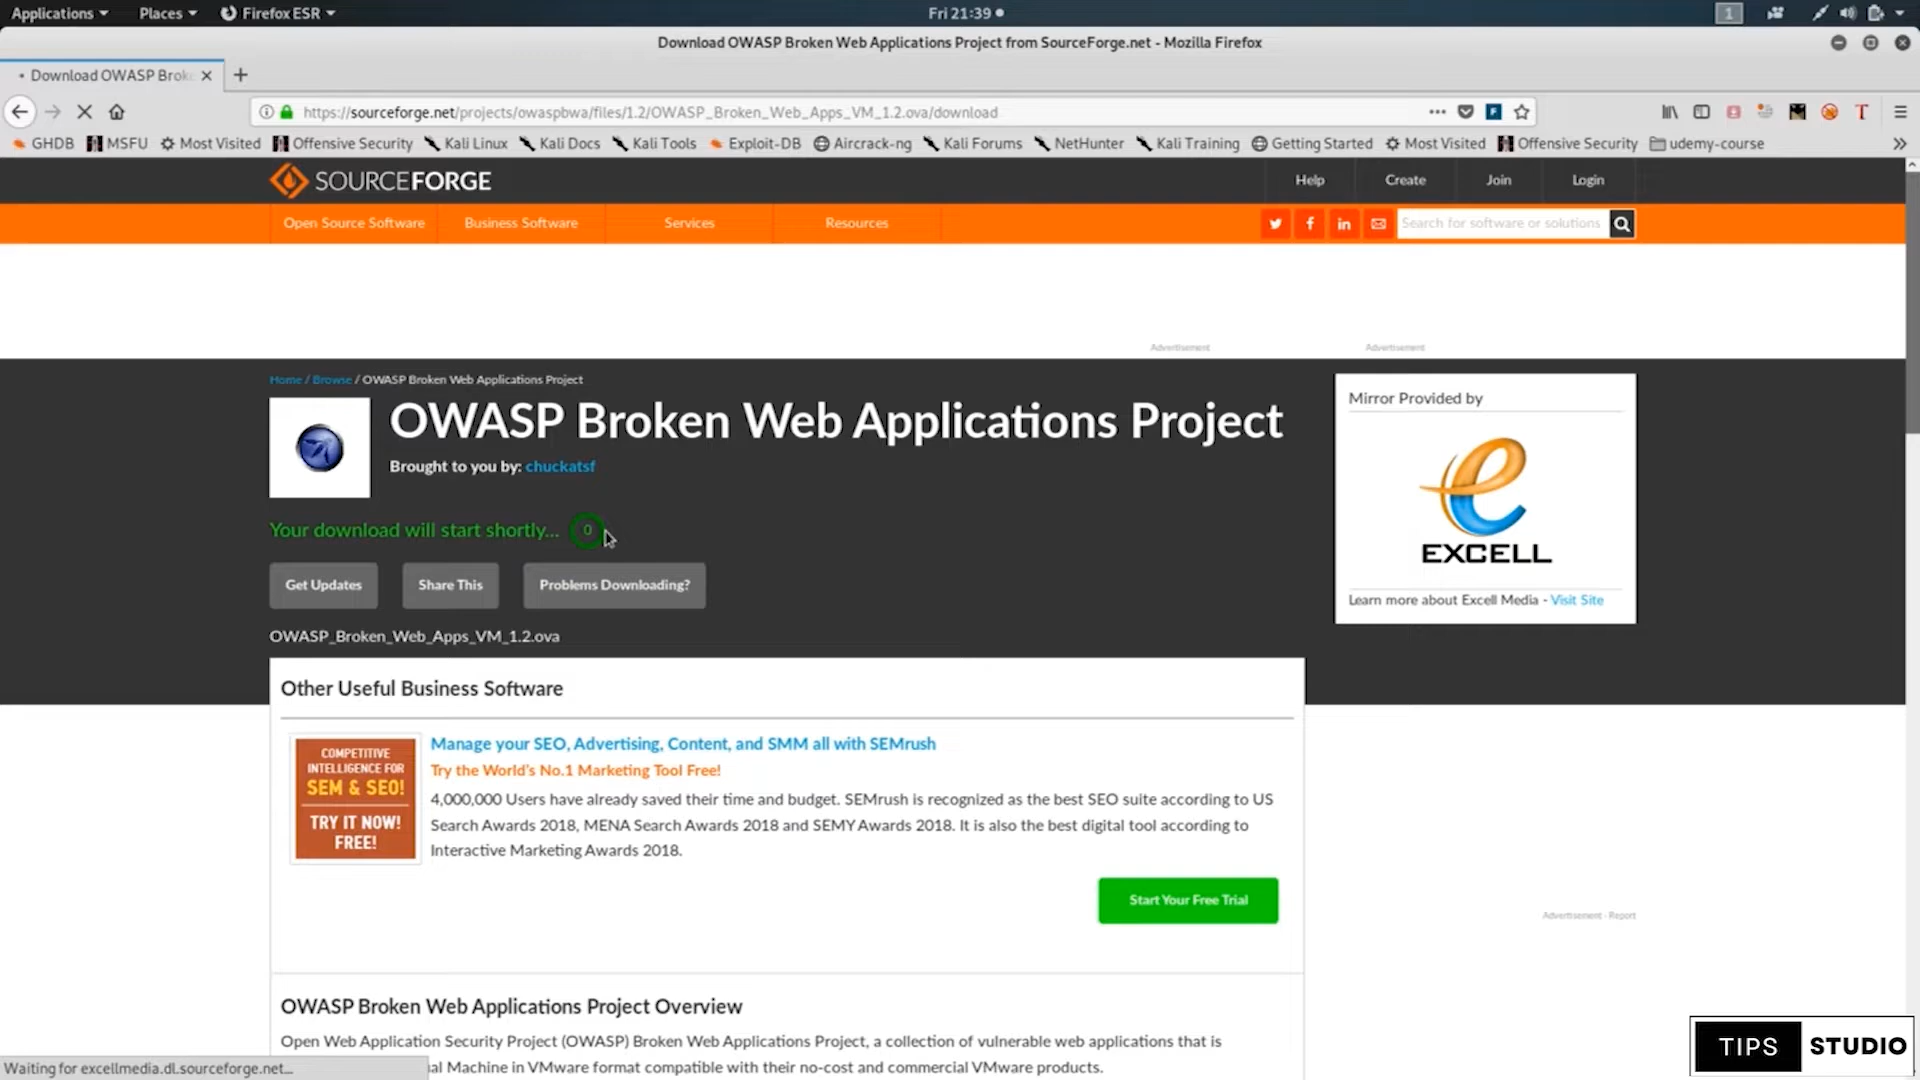 Applications
Places
Firefox ESR
Fri 21:39
1
Download OWASP Broken Web Applications Project from SourceForge.net - Mozilla Firefox
Download OWASP Brok
https://sourceforge.net/projects/owaspbwa/files/1.2/OWASP_Broken_Web_Apps_VM_1.2.ova/download
GHDB
MSFU
Most Visited
Offensive Security
Kali Linux
Kali Docs
Kali Tools
Exploit-DB
Aircrack-ng
Kali Forums
NetHunter
Kali Training
Getting Started
Most Visited
Offensive Security
udemy-course
SOURCEFORGE
Help
Create
Join
Login
Open Source Software
Business Software
Services
Resources
Search for software or solutions
Advertisement
Advertisement
Home / Browse / OWASP Broken Web Applications Project
OWASP Broken Web Applications Project
Brought to you by: chuckatsf
Your download will start shortly... 0
Get Updates
Share This
Problems Downloading?
OWASP_Broken_Web_Apps_VM_1.2.ova
Mirror Provided by
EXCELL
Learn more about Excell Media - Visit Site
Other Useful Business Software
COMPETITIVE
INTELLIGENCE FOR
SEM & SEO!
TRY IT NOW!
FREE!
Manage your SEO, Advertising, Content, and SMM all with SEMrush
Try the World's No.1 Marketing Tool Free!
4,000,000 Users have already saved their time and budget. SEMrush is recognized as the best SEO suite according to US
Search Awards 2018, MENA Search Awards 2018 and SEMY Awards 2018. It is also the best digital tool according to
Interactive Marketing Awards 2018.
Start Your Free Trial
Advertisement - Report
OWASP Broken Web Applications Project Overview
Open Web Application Security Project (OWASP) Broken Web Applications Project, a collection of vulnerable web applications that is
al Machine in VMware format compatible with their no-cost and commercial VMware products.
Waiting for excellmedia.dl.sourceforge.net...
TIPS STUDIO